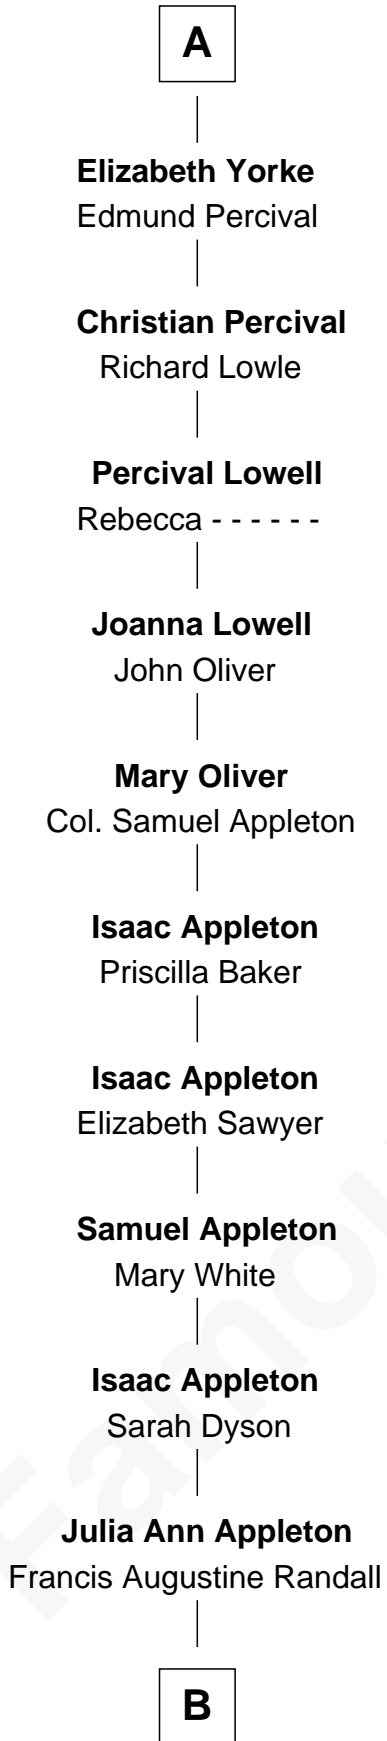 A
Elizabeth Yorke
Edmund Percival
Christian Percival
Richard Lowle
Percival Lowell
Rebecca - - - - - -
Joanna Lowell
John Oliver
Mary Oliver
Col. Samuel Appleton
Isaac Appleton
Priscilla Baker
Isaac Appleton
Elizabeth Sawyer
Samuel Appleton
Mary White
Isaac Appleton
Sarah Dyson
Julia Ann Appleton
Francis Augustine Randall
B